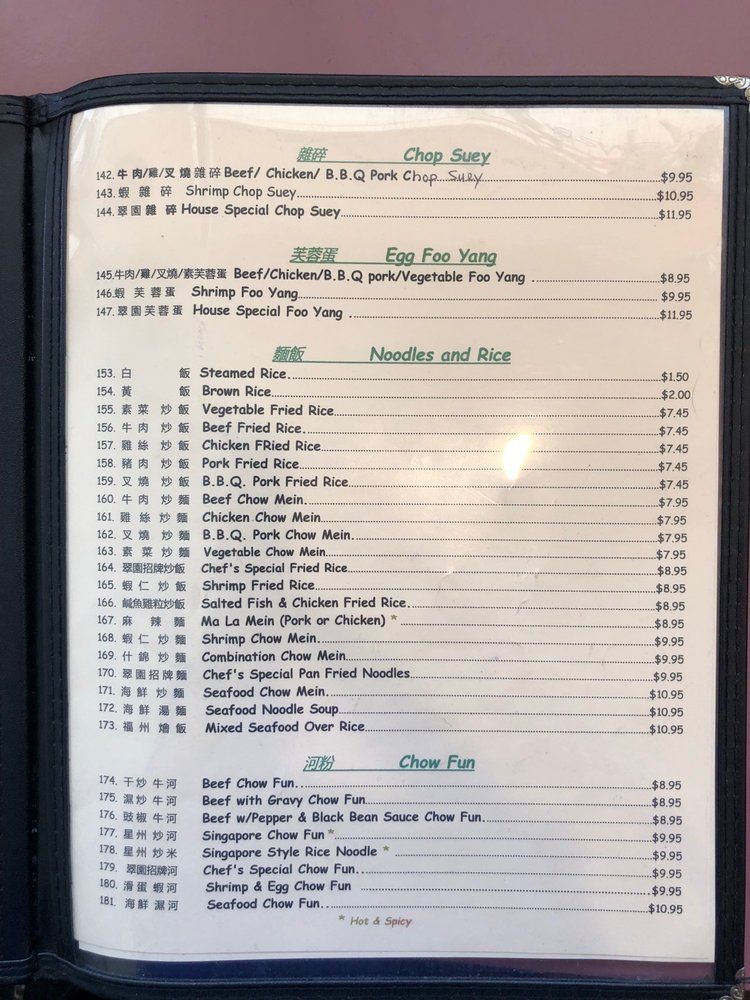 雜碎 Chop Suey
142. 牛肉/雞/叉燒雜碎 Beef/ Chicken/ B.B.Q Pork Chop Suey $9.95
143. 蝦雜碎 Shrimp Chop Suey $10.95
144. 翠園雜碎 House Special Chop Suey $11.95
芙蓉蛋 Egg Foo Yang
145. 牛肉/雞/叉燒/素芙蓉蛋 Beef/Chicken/B.B.Q pork/Vegetable Foo Yang $8.95
146. 蝦芙蓉蛋 Shrimp Foo Yang $9.95
147. 翠園芙蓉蛋 House Special Foo Yang $11.95
麵飯 Noodles and Rice
153. 白飯 Steamed Rice $1.50
154. 黃飯 Brown Rice $2.00
155. 素菜炒飯 Vegetable Fried Rice $7.45
156. 牛肉炒飯 Beef Fried Rice $7.45
157. 雞絲炒飯 Chicken FRied Rice $7.45
158. 豬肉炒飯 Pork Fried Rice $7.45
159. 叉燒炒飯 B.B.Q. Pork Fried Rice $7.45
160. 牛肉炒麵 Beef Chow Mein $7.95
161. 雞絲炒麵 Chicken Chow Mein $7.95
162. 叉燒炒麵 B.B.Q. Pork Chow Mein $7.95
163. 素菜炒麵 Vegetable Chow Mein $7.95
164. 翠園招牌炒飯 Chef's Special Fried Rice $8.95
165. 蝦仁炒飯 Shrimp Fried Rice $8.95
166. 鹹魚雞粒炒飯 Salted Fish & Chicken Fried Rice $8.95
167. 麻辣麵 Ma La Mein (Pork or Chicken) * $8.95
168. 蝦仁炒麵 Shrimp Chow Mein $9.95
169. 什錦炒麵 Combination Chow Mein $9.95
170. 翠園招牌麵 Chef's Special Pan Fried Noodles $9.95
171. 海鮮炒麵 Seafood Chow Mein $10.95
172. 海鮮湯麵 Seafood Noodle Soup $10.95
173. 福州燴飯 Mixed Seafood Over Rice $10.95
河粉 Chow Fun
174. 干炒牛河 Beef Chow Fun $8.95
175. 濕炒牛河 Beef with Gravy Chow Fun $8.95
176. 豉椒牛河 Beef w/Pepper & Black Bean Sauce Chow Fun $8.95
177. 星州炒河 Singapore Chow Fun * $9.95
178. 星州炒米 Singapore Style Rice Noodle * $9.95
179. 翠園招牌河 Chef's Special Chow Fun $9.95
180. 滑蛋蝦河 Shrimp & Egg Chow Fun $9.95
181. 海鮮濕河 Seafood Chow Fun $10.95
* Hot & Spicy